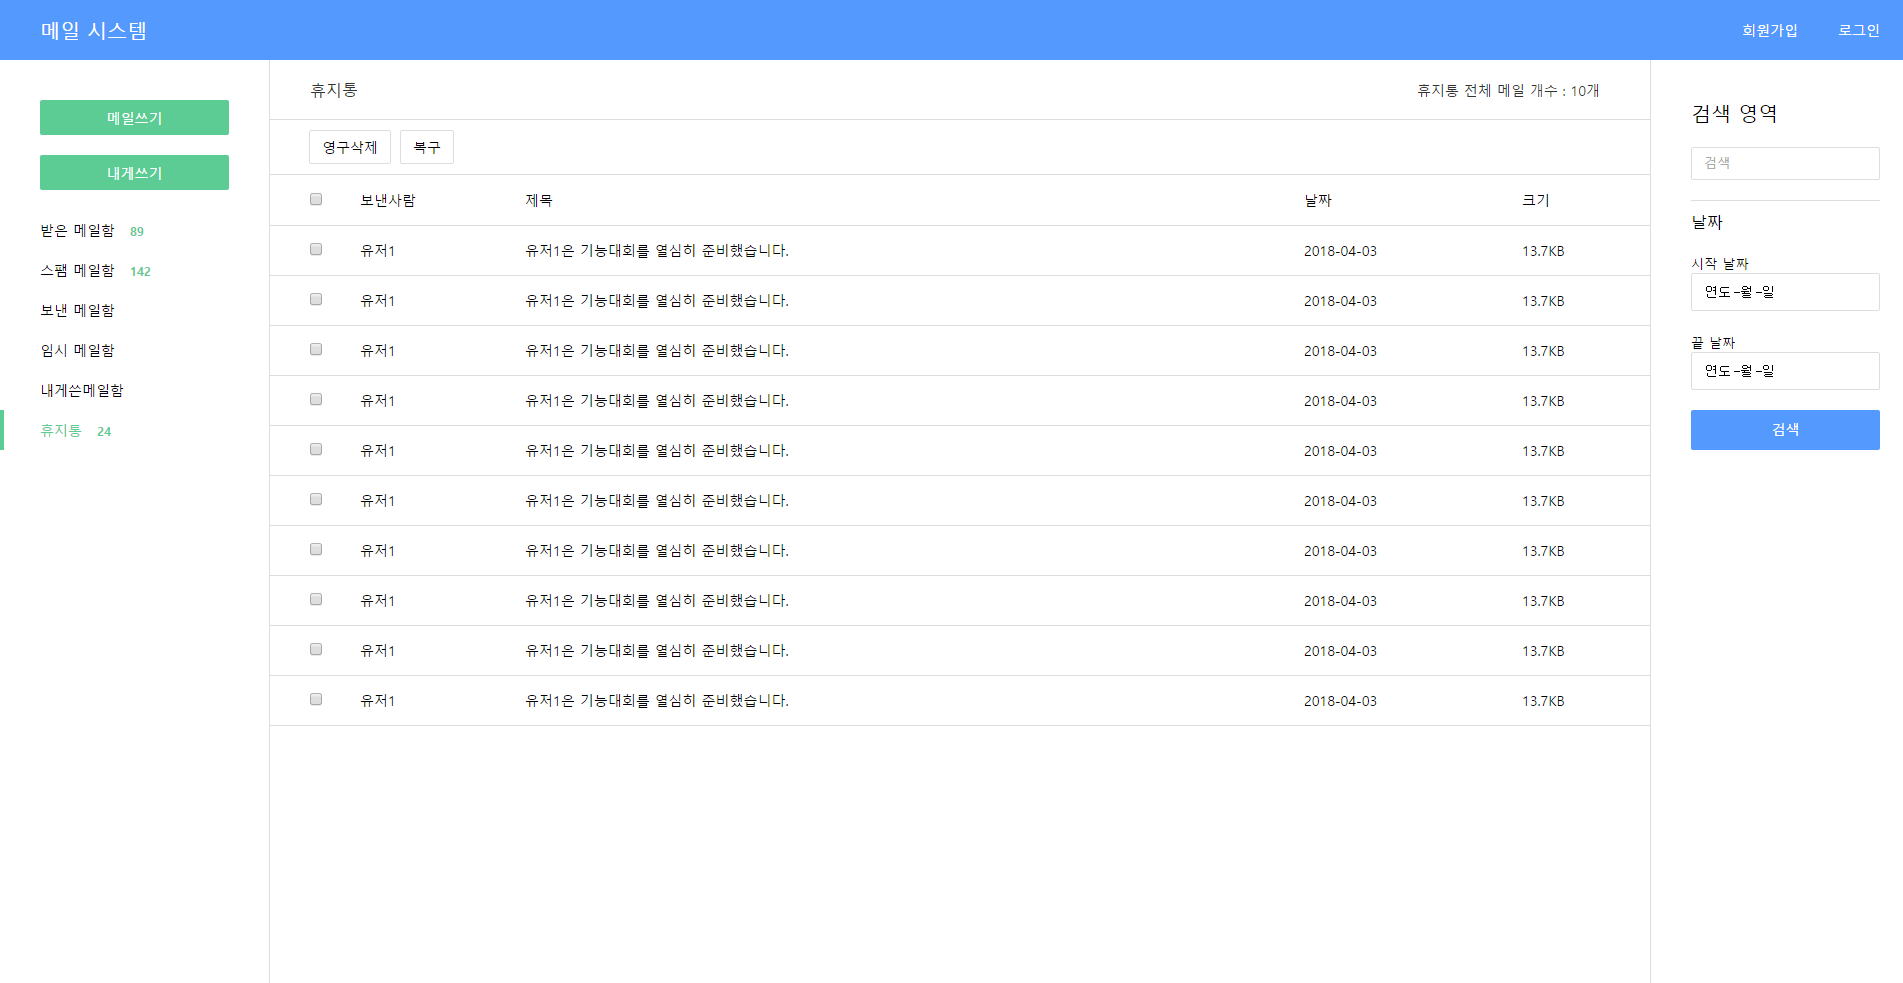 메일 시스템
회원가입 로그인
메일쓰기
내게쓰기
받은 메일함 89
스팸 메일함 142
보낸 메일함
임시 메일함
내게쓴메일함
휴지통 24
휴지통 휴지통 전체 메일 개수 : 10개
영구삭제 복구
보낸사람 제목 날짜 크기
유저1 유저1은 기능대회를 열심히 준비했습니다. 2018-04-03 13.7KB
유저1 유저1은 기능대회를 열심히 준비했습니다. 2018-04-03 13.7KB
유저1 유저1은 기능대회를 열심히 준비했습니다. 2018-04-03 13.7KB
유저1 유저1은 기능대회를 열심히 준비했습니다. 2018-04-03 13.7KB
유저1 유저1은 기능대회를 열심히 준비했습니다. 2018-04-03 13.7KB
유저1 유저1은 기능대회를 열심히 준비했습니다. 2018-04-03 13.7KB
유저1 유저1은 기능대회를 열심히 준비했습니다. 2018-04-03 13.7KB
유저1 유저1은 기능대회를 열심히 준비했습니다. 2018-04-03 13.7KB
유저1 유저1은 기능대회를 열심히 준비했습니다. 2018-04-03 13.7KB
유저1 유저1은 기능대회를 열심히 준비했습니다. 2018-04-03 13.7KB
검색 영역
검색
날짜
시작 날짜
연도-월-일
끝 날짜
연도-월-일
검색